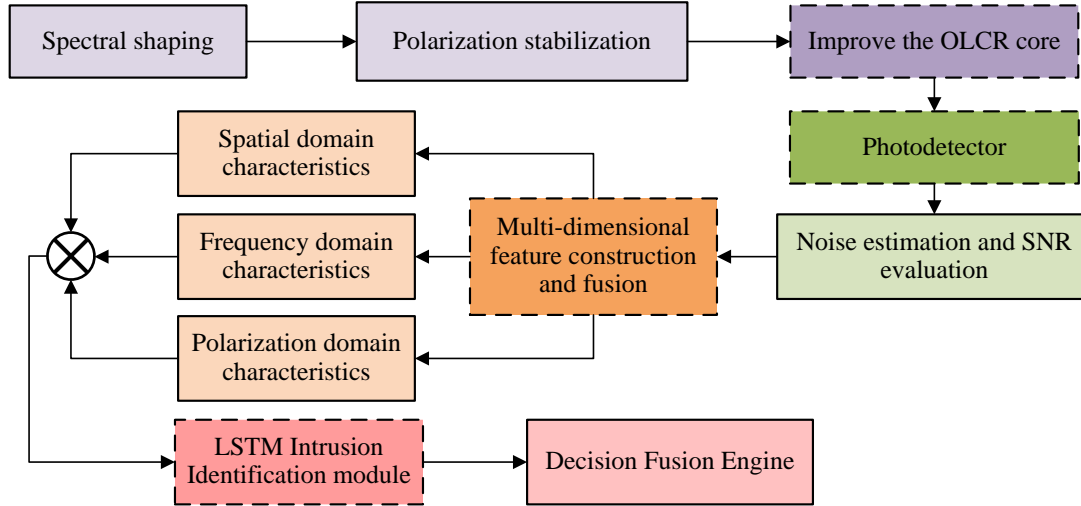 Spectral shaping
Polarization stabilization
Improve the OLCR core
Photodetector
Noise estimation and SNR
evaluation
Multi-dimensional
feature construction
and fusion
Spatial domain
characteristics
Frequency domain
characteristics
Polarization domain
characteristics
LSTM Intrusion
Identification module
Decision Fusion Engine